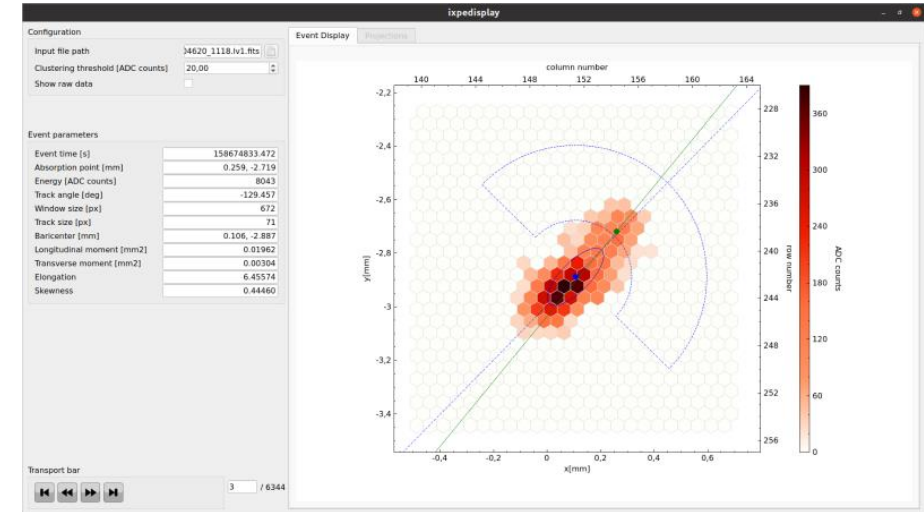 ixpedisplay
Configuration
Input file path )4620_1118.lv1.fits
Clustering threshold [ADC counts] 20,00
Show raw data
Event parameters
Event time [s] 158674833.472
Absorption point [mm] 0.259, -2.719
Energy [ADC counts] 8043
Track angle [deg] -129.457
Window size [px] 672
Track size [px] 71
Baricenter [mm] 0.106, -2.887
Longitudinal moment [mm2] 0.01962
Transverse moment [mm2] 0.00304
Elongation 6.45574
Skewness 0.44460
Transport bar
3 / 6344
Event Display Projections
column number
140 144 148 152 156 160 164
-2,2
-2,4
-2,6
-2,8
-3
-3,2
-3,4
y[mm]
-0,4 -0,2 0 0,2 0,4 0,6
x[mm]
228
232
236
240
244
248
252
256
row number
360
300
240
180
120
60
0
ADC counts